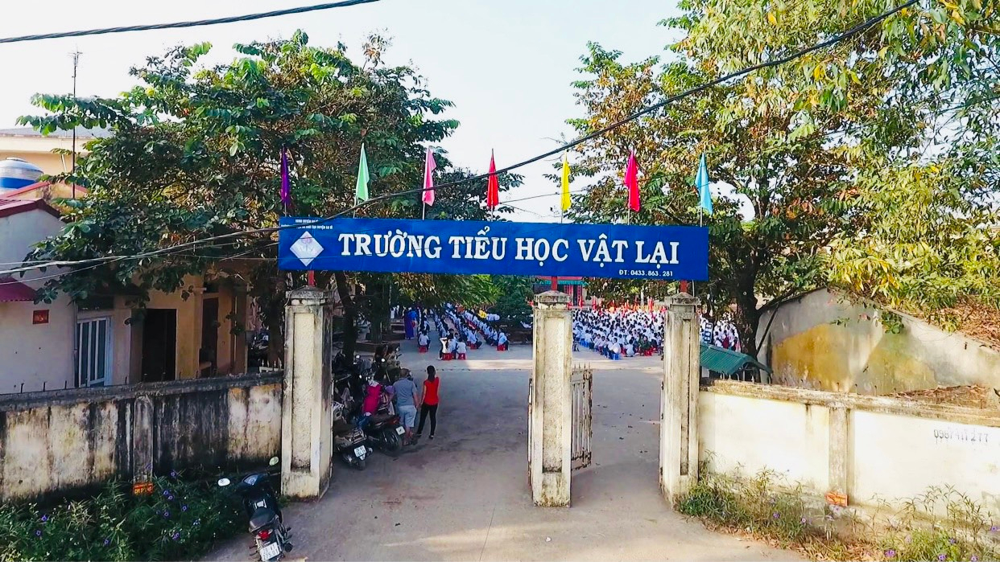 TRƯỜNG TIỂU HỌC VẬT LẠI
ĐT: 0433.863.281